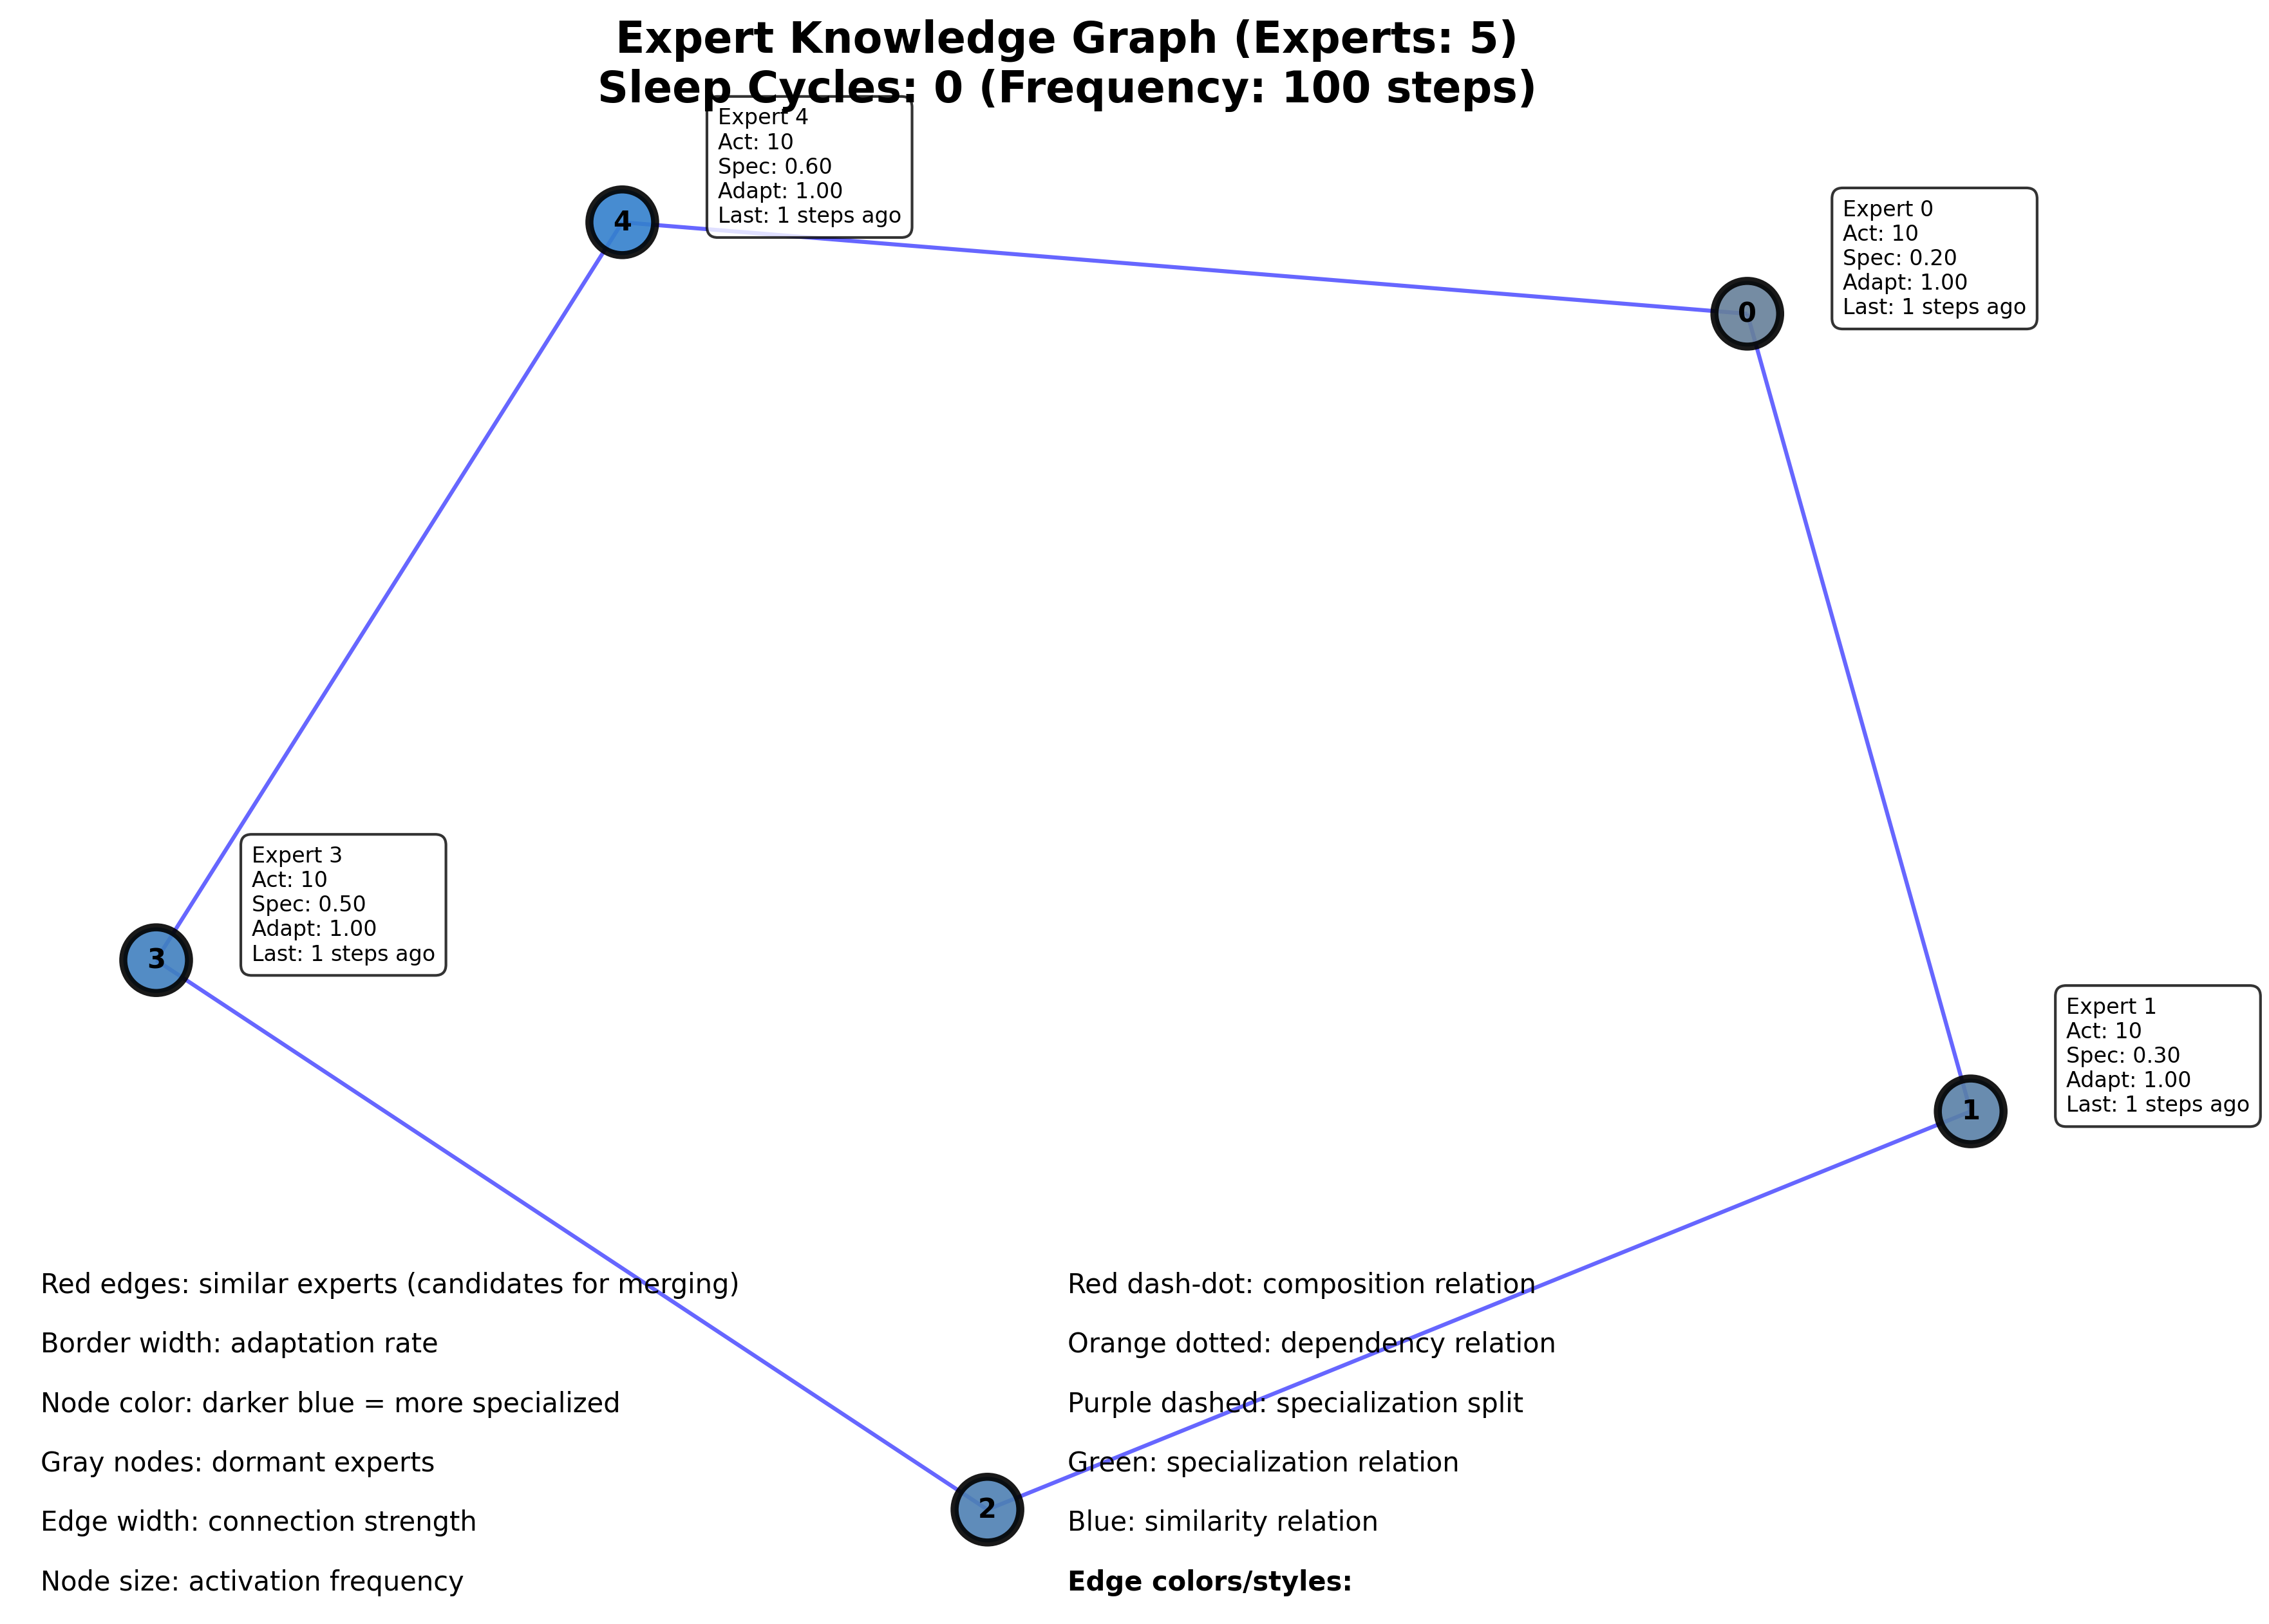 Expert Knowledge Graph (Experts: 5)
Sleep Cycles: 0 (Frequency: 100 steps)
Expert 4
Act: 10
Spec: 0.60
Adapt: 1.00
Last: 1 steps ago
4
Expert 0
Act: 10
Spec: 0.20
Adapt: 1.00
Last: 1 steps ago
0
Expert 3
Act: 10
Spec: 0.50
Adapt: 1.00
Last: 1 steps ago
3
Expert 1
Act: 10
Spec: 0.30
Adapt: 1.00
Last: 1 steps ago
1
2
Red edges: similar experts (candidates for merging)
Border width: adaptation rate
Node color: darker blue = more specialized
Gray nodes: dormant experts
Edge width: connection strength
Node size: activation frequency
Red dash-dot: composition relation
Orange dotted: dependency relation
Purple dashed: specialization split
Green: specialization relation
Blue: similarity relation
Edge colors/styles: